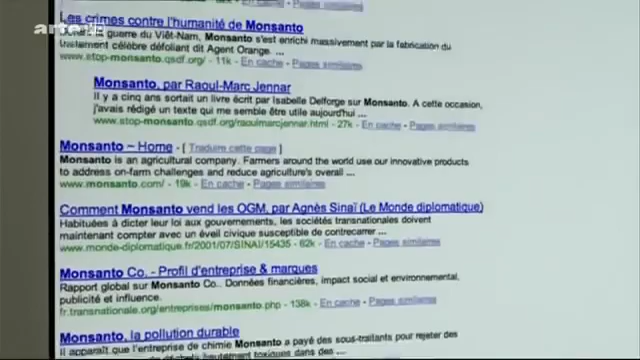 En cache - Pages similaires
Les crimes contre l'humanité de Monsanto
guerre du Viêt-Nam, Monsanto s'est enrichi massivement par la fabrication du
tristement célèbre défoliant dit Agent Orange. ...
www.stop-monsanto.qsdf.org/ - 11k - En cache - Pages similaires
Monsanto, par Raoul-Marc Jennar
Il y a cinq ans sortait un livre écrit par Isabelle Delforge sur Monsanto. A cette occasion,
j'avais rédigé un texte qui me semble être utile aujourd'hui ...
www.stop-monsanto.qsdf.org/raoulmarcjennar.html - 27k - En cache - Pages similaires
Monsanto ~ Home - [ Traduire cette page ]
Monsanto is an agricultural company. Farmers around the world use our innovative products
to address on-farm challenges and reduce agriculture's overall ...
www.monsanto.com/ - 19k - En cache - Pages similaires
Comment Monsanto vend les OGM, par Agnès Sinaï (Le Monde diplomatique)
Habituées à dicter leur loi aux gouvernements, les sociétés transnationales doivent
maintenant compter avec un éveil civique susceptible de contrecarrer ...
www.monde-diplomatique.fr/2001/07/SINAI/15435 - 62k - En cache - Pages similaires
Monsanto Co. - Profil d'entreprise & marques
Rapport global sur Monsanto Co.. Données financières, impact social et environnemental,
publicité et influence.
fr.transnationale.org/entreprises/monsanto.php - 138k - En cache - Pages similaires
Monsanto, la pollution durable
Il apparaît que l'entreprise de chimie Monsanto a payé des sous-traitants pour rejeter des
hautement toxiques dans des ...
arte